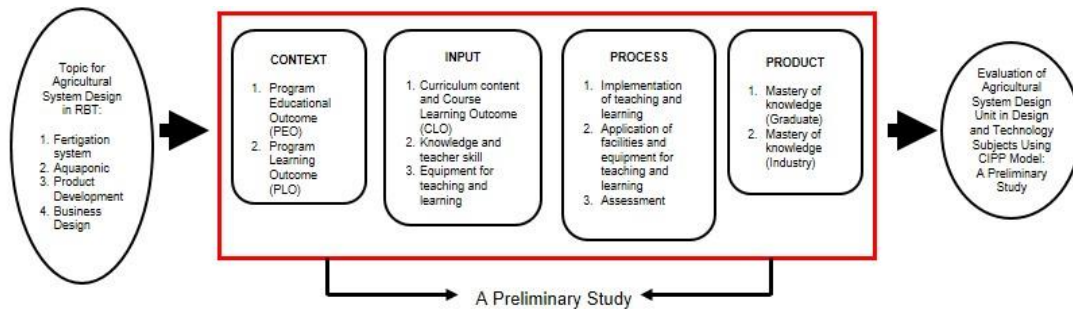 Topic for
Agricultural
System Design
in RBT:
1. Fertigation
system
2. Aquaponic
3. Product
Development
4. Business
Design
CONTEXT
1. Program
Educational
Outcome
(PEO)
2. Program
Learning
Outcome
(PLO)
INPUT
1. Curriculum content
and Course
Learning Outcome
(CLO)
2. Knowledge and
teacher skill
3. Equipment for
teaching and
learning
PROCESS
1. Implementation
of teaching and
learning
2. Application of
facilities and
equipment for
teaching and
learning
3. Assessment
PRODUCT
1. Mastery of
knowledge
(Graduate)
2. Mastery of
knowledge
(Industry)
Evaluation of
Agricultural
System Design
Unit in Design
and Technology
Subjects Using
CIPP Model:
A Preliminary
Study
A Preliminary Study